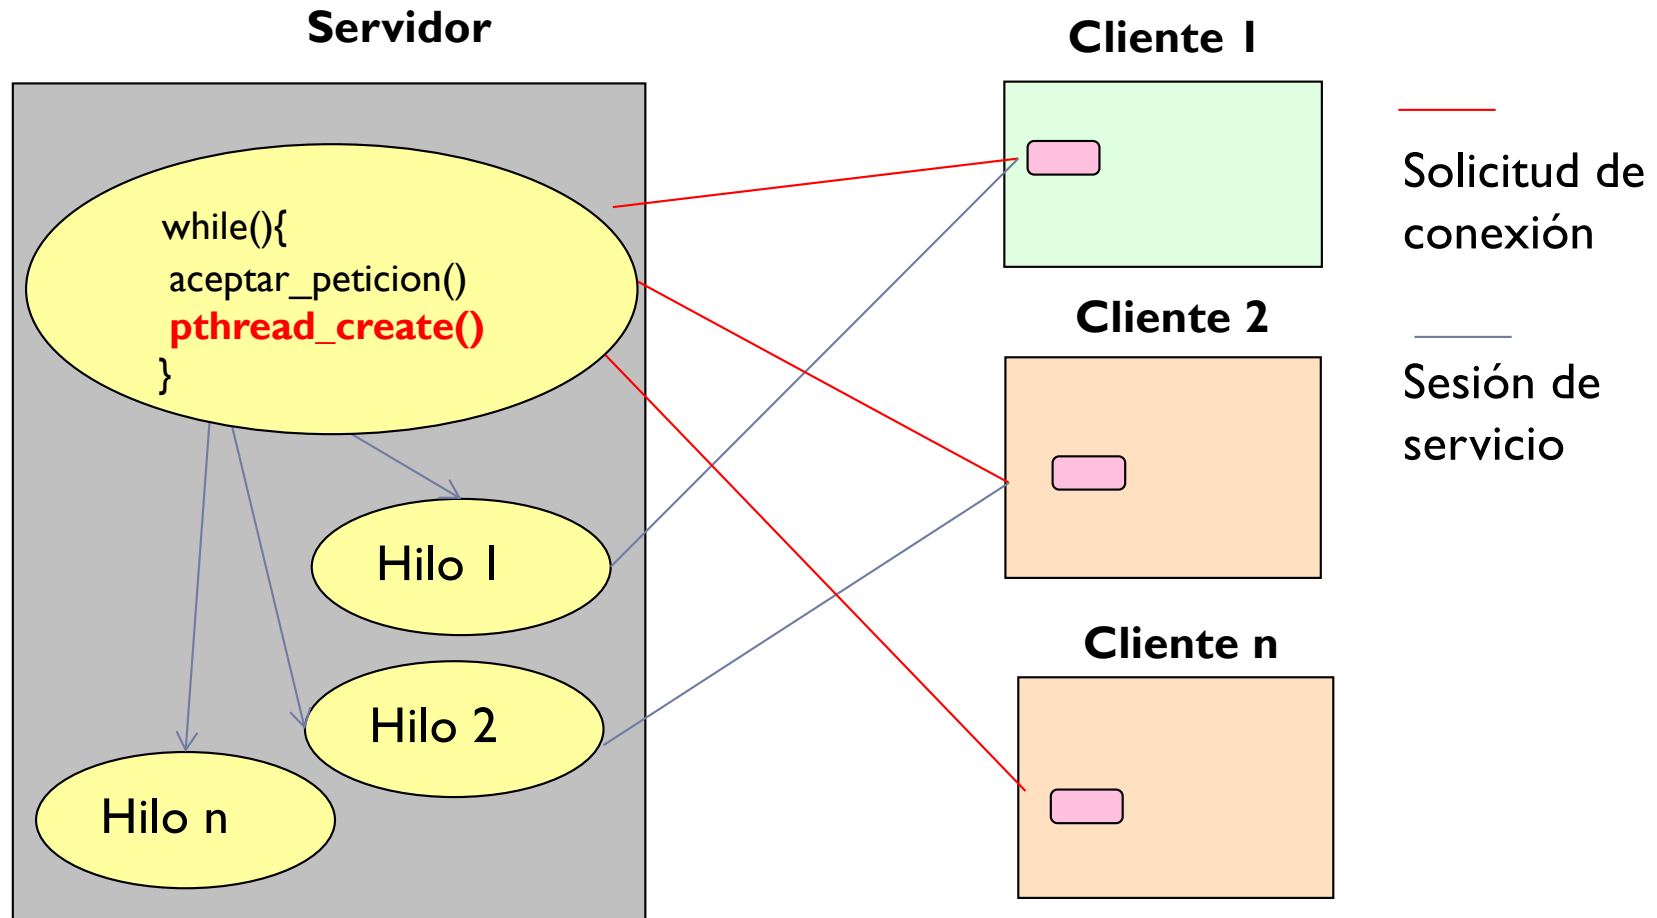 Servidor
while(){
aceptar_peticion()
pthread_create()
}
Hilo 1
Hilo 2
Hilo n
Cliente 1
Cliente 2
Cliente n
Solicitud de
conexión
Sesión de
servicio